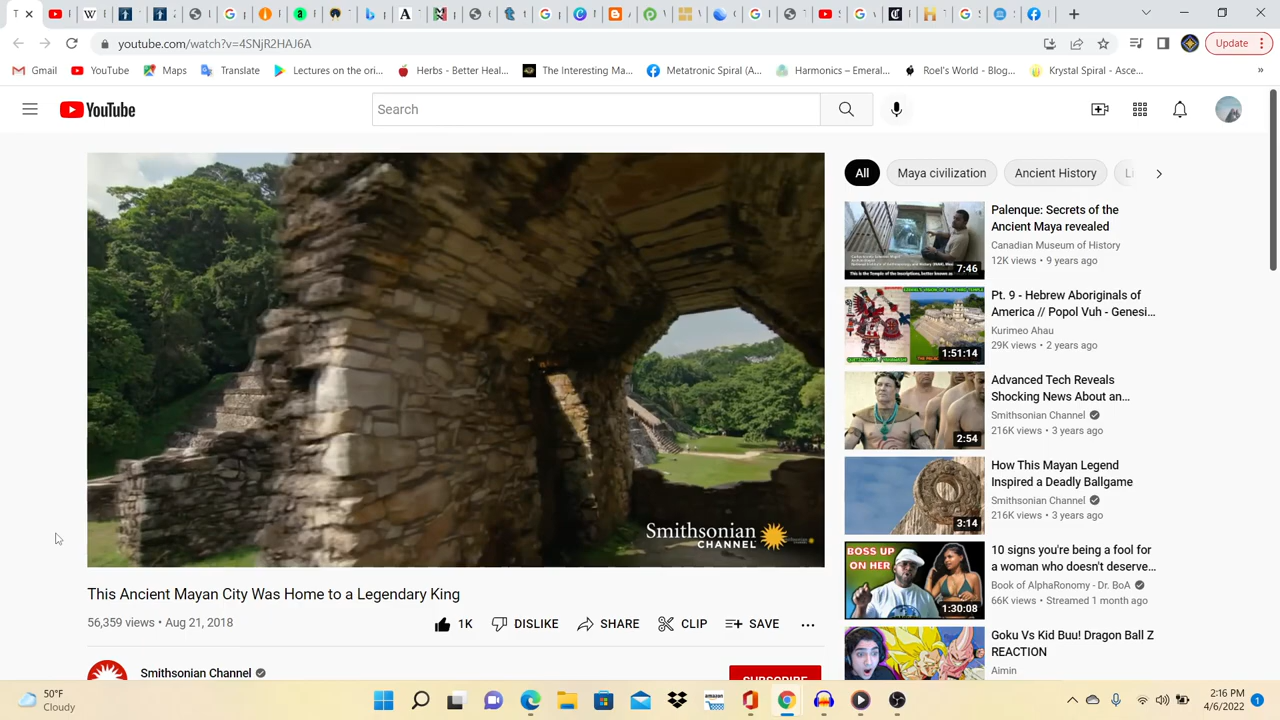 T
youtube.com/watch?v=4SNjR2HAJ6A
Update
Gmail
YouTube
Maps
Translate
Lectures on the ori...
Herbs - Better Heal...
The Interesting Ma...
Metatronic Spiral (A...
Harmonics – Emeral...
Roel's World - Blog...
Krystal Spiral - Asce...
»
YouTube
Search
All
Maya civilization
Ancient History
Li
Smithsonian
CHANNEL
Palenque: Secrets of the
Ancient Maya revealed
Canadian Museum of History
12K views • 9 years ago
7:46
Pt. 9 - Hebrew Aboriginals of
America // Popol Vuh - Genesi...
Kurimeo Ahau
29K views • 2 years ago
1:51:14
Advanced Tech Reveals
Shocking News About an...
Smithsonian Channel
216K views • 3 years ago
2:54
How This Mayan Legend
Inspired a Deadly Ballgame
Smithsonian Channel
216K views • 3 years ago
3:14
BOSS UP
ON HER
10 signs you're being a fool for
a woman who doesn't deserve...
Book of AlphaRonomy - Dr. BoA
66K views • Streamed 1 month ago
1:30:08
Goku Vs Kid Buu! Dragon Ball Z
REACTION
Aimin
This Ancient Mayan City Was Home to a Legendary King
56,359 views • Aug 21, 2018
1K
DISLIKE
SHARE
CLIP
SAVE
Smithsonian Channel
SUBSCRIBE
50°F
Cloudy
amazon
2:16 PM
4/6/2022
1